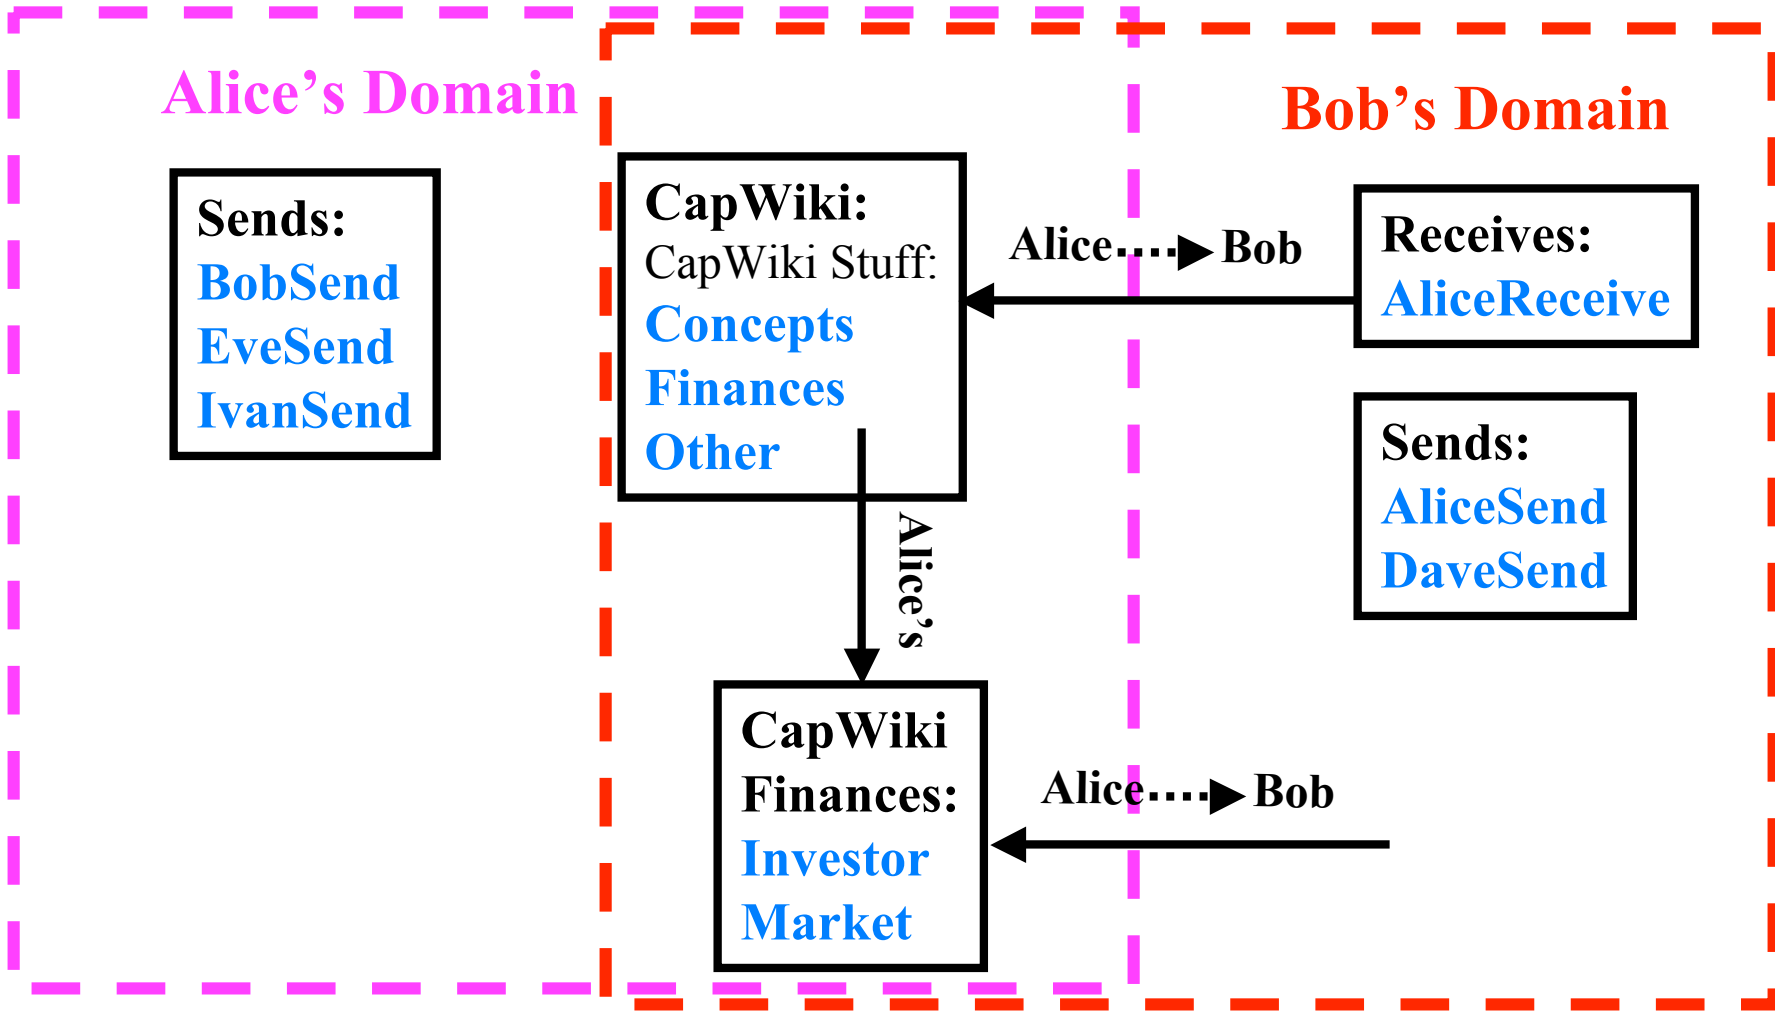 Alice’s Domain
Bob’s Domain
Sends:
BobSend
EveSend
IvanSend
CapWiki:
CapWiki Stuff:
Concepts
Finances
Other
Alice Bob
Receives:
AliceReceive
Sends:
AliceSend
DaveSend
Alice’s
CapWiki
Finances:
Investor
Market
Alice Bob